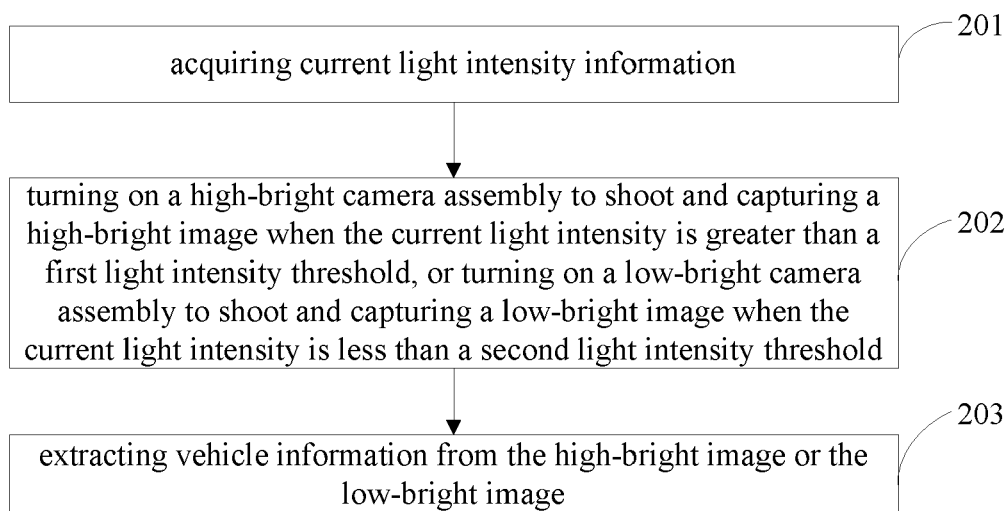 201
acquiring current light intensity information
turning on a high-bright camera assembly to shoot and capturing a
high-bright image when the current light intensity is greater than a
202
first light intensity threshold, or turning on a low-bright camera
assembly to shoot and capturing a low-bright image when the
current light intensity is less than a second light intensity threshold
203
extracting vehicle information from the high-bright image or the
low-bright image